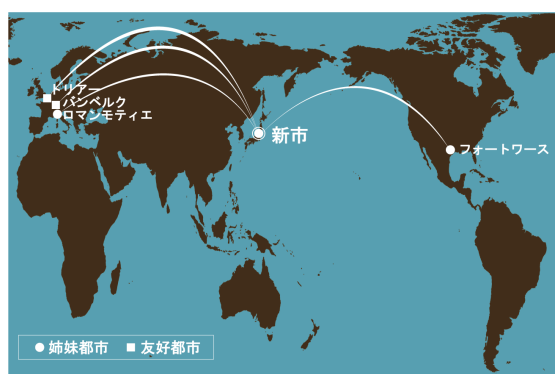 トリアー
バンベルク
ロマンモティエ
新市
フォートワース
姉妹都市
友好都市